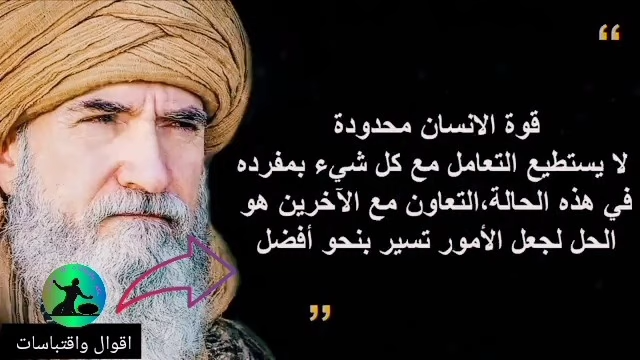 قوة الانسان محدودة
لا يستطيع التعامل مع كل شيء بمفرده
في هذه الحالة،التعاون مع الآخرين هو
الحل لجعل الأمور تسير بنحو أفضل
اقوال واقتباسات